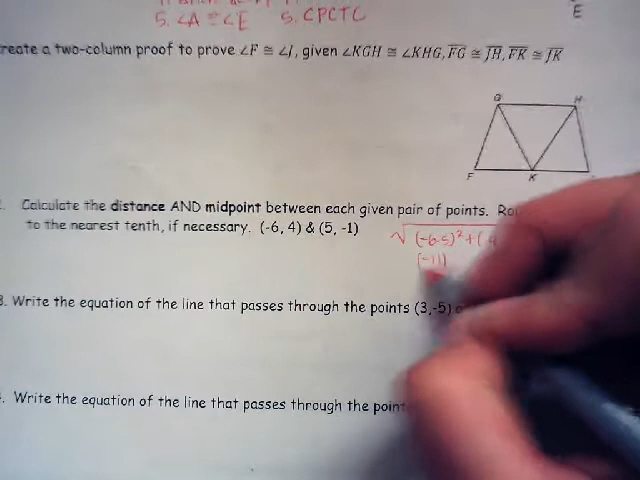 5. ∠A ≅ ∠E 5. CPCTC
E
reate a two-column proof to prove ∠F ≅ ∠J, given ∠KGH ≅ ∠KHG, FG ≅ JH, FK ≅ JK
G H
F K
Calculate the distance AND midpoint between each given pair of points. Ro
to the nearest tenth, if necessary. (-6, 4) & (5, -1)
√(-6-5)²+(4
(-11)
3. Write the equation of the line that passes through the points (3,-5)
. Write the equation of the line that passes through the point